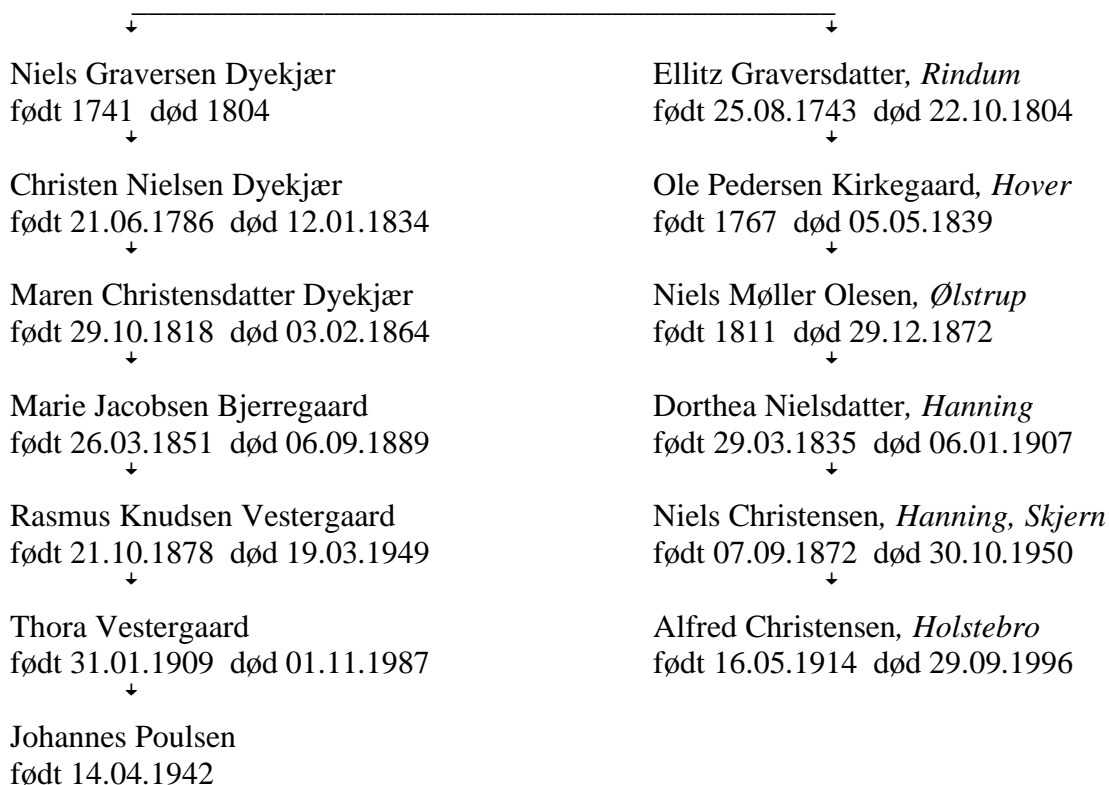 Niels Graversen Dyekjær
født 1741 død 1804
Christen Nielsen Dyekjær
født 21.06.1786 død 12.01.1834
Maren Christensdatter Dyekjær
født 29.10.1818 død 03.02.1864
Marie Jacobsen Bjerregaard
født 26.03.1851 død 06.09.1889
Rasmus Knudsen Vestergaard
født 21.10.1878 død 19.03.1949
Thora Vestergaard
født 31.01.1909 død 01.11.1987
Johannes Poulsen
født 14.04.1942
Ellitz Graversdatter, Rindum
født 25.08.1743 død 22.10.1804
Ole Pedersen Kirkegaard, Hover
født 1767 død 05.05.1839
Niels Møller Olesen, Ølstrup
født 1811 død 29.12.1872
Dorthea Nielsdatter, Hanning
født 29.03.1835 død 06.01.1907
Niels Christensen, Hanning, Skjern
født 07.09.1872 død 30.10.1950
Alfred Christensen, Holstebro
født 16.05.1914 død 29.09.1996